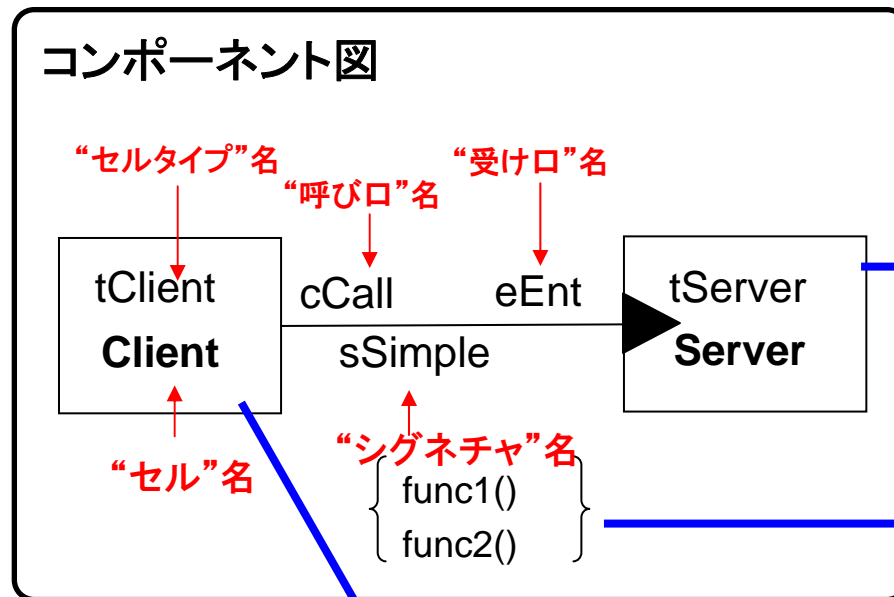 コンポーネント図
“セルタイプ”名
“受け口”名
“呼び口”名
tClient
cCall
eEnt
tServer
Client
sSimple
Server
“シグネチャ”名
“セル”名
func1()
func2()